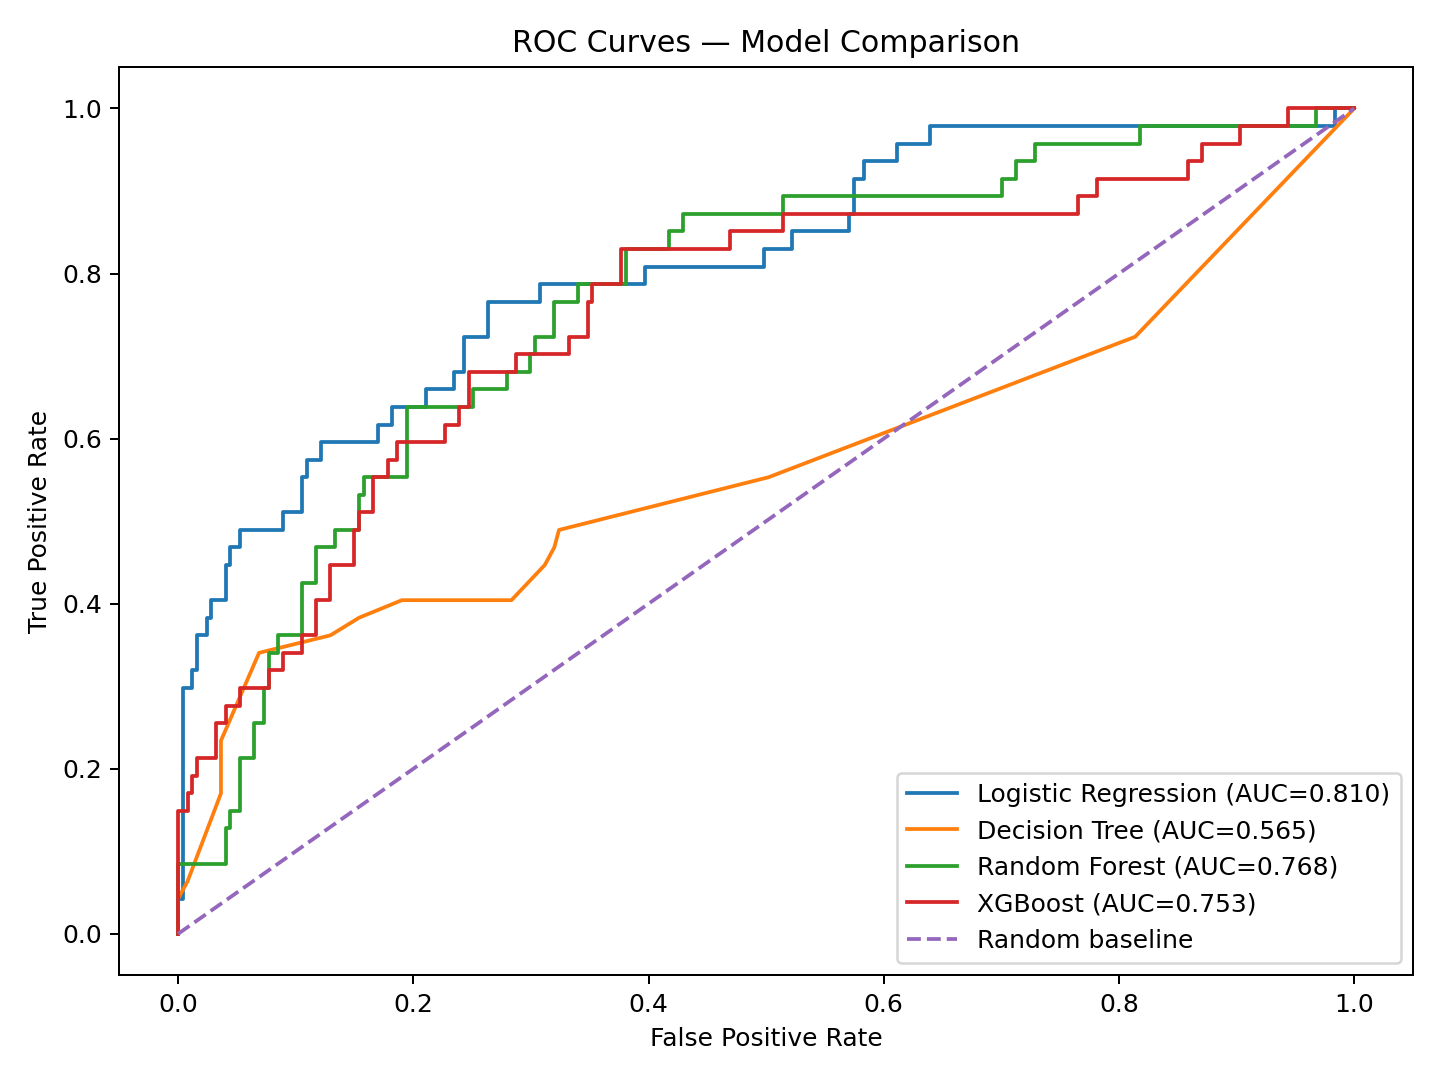 ROC Curves — Model Comparison
True Positive Rate
1.0
0.8
0.6
0.4
0.2
0.0
Logistic Regression (AUC=0.810)
Decision Tree (AUC=0.565)
Random Forest (AUC=0.768)
XGBoost (AUC=0.753)
Random baseline
0.0 0.2 0.4 0.6 0.8 1.0
False Positive Rate